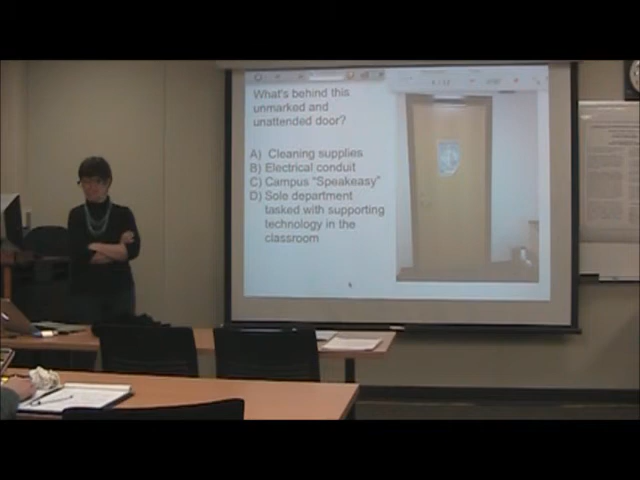 What's behind this
unmarked and
unattended door?
A) Cleaning supplies
B) Electrical conduit
C) Campus "Speakeasy"
D) Sole department
tasked with supporting
technology in the
classroom